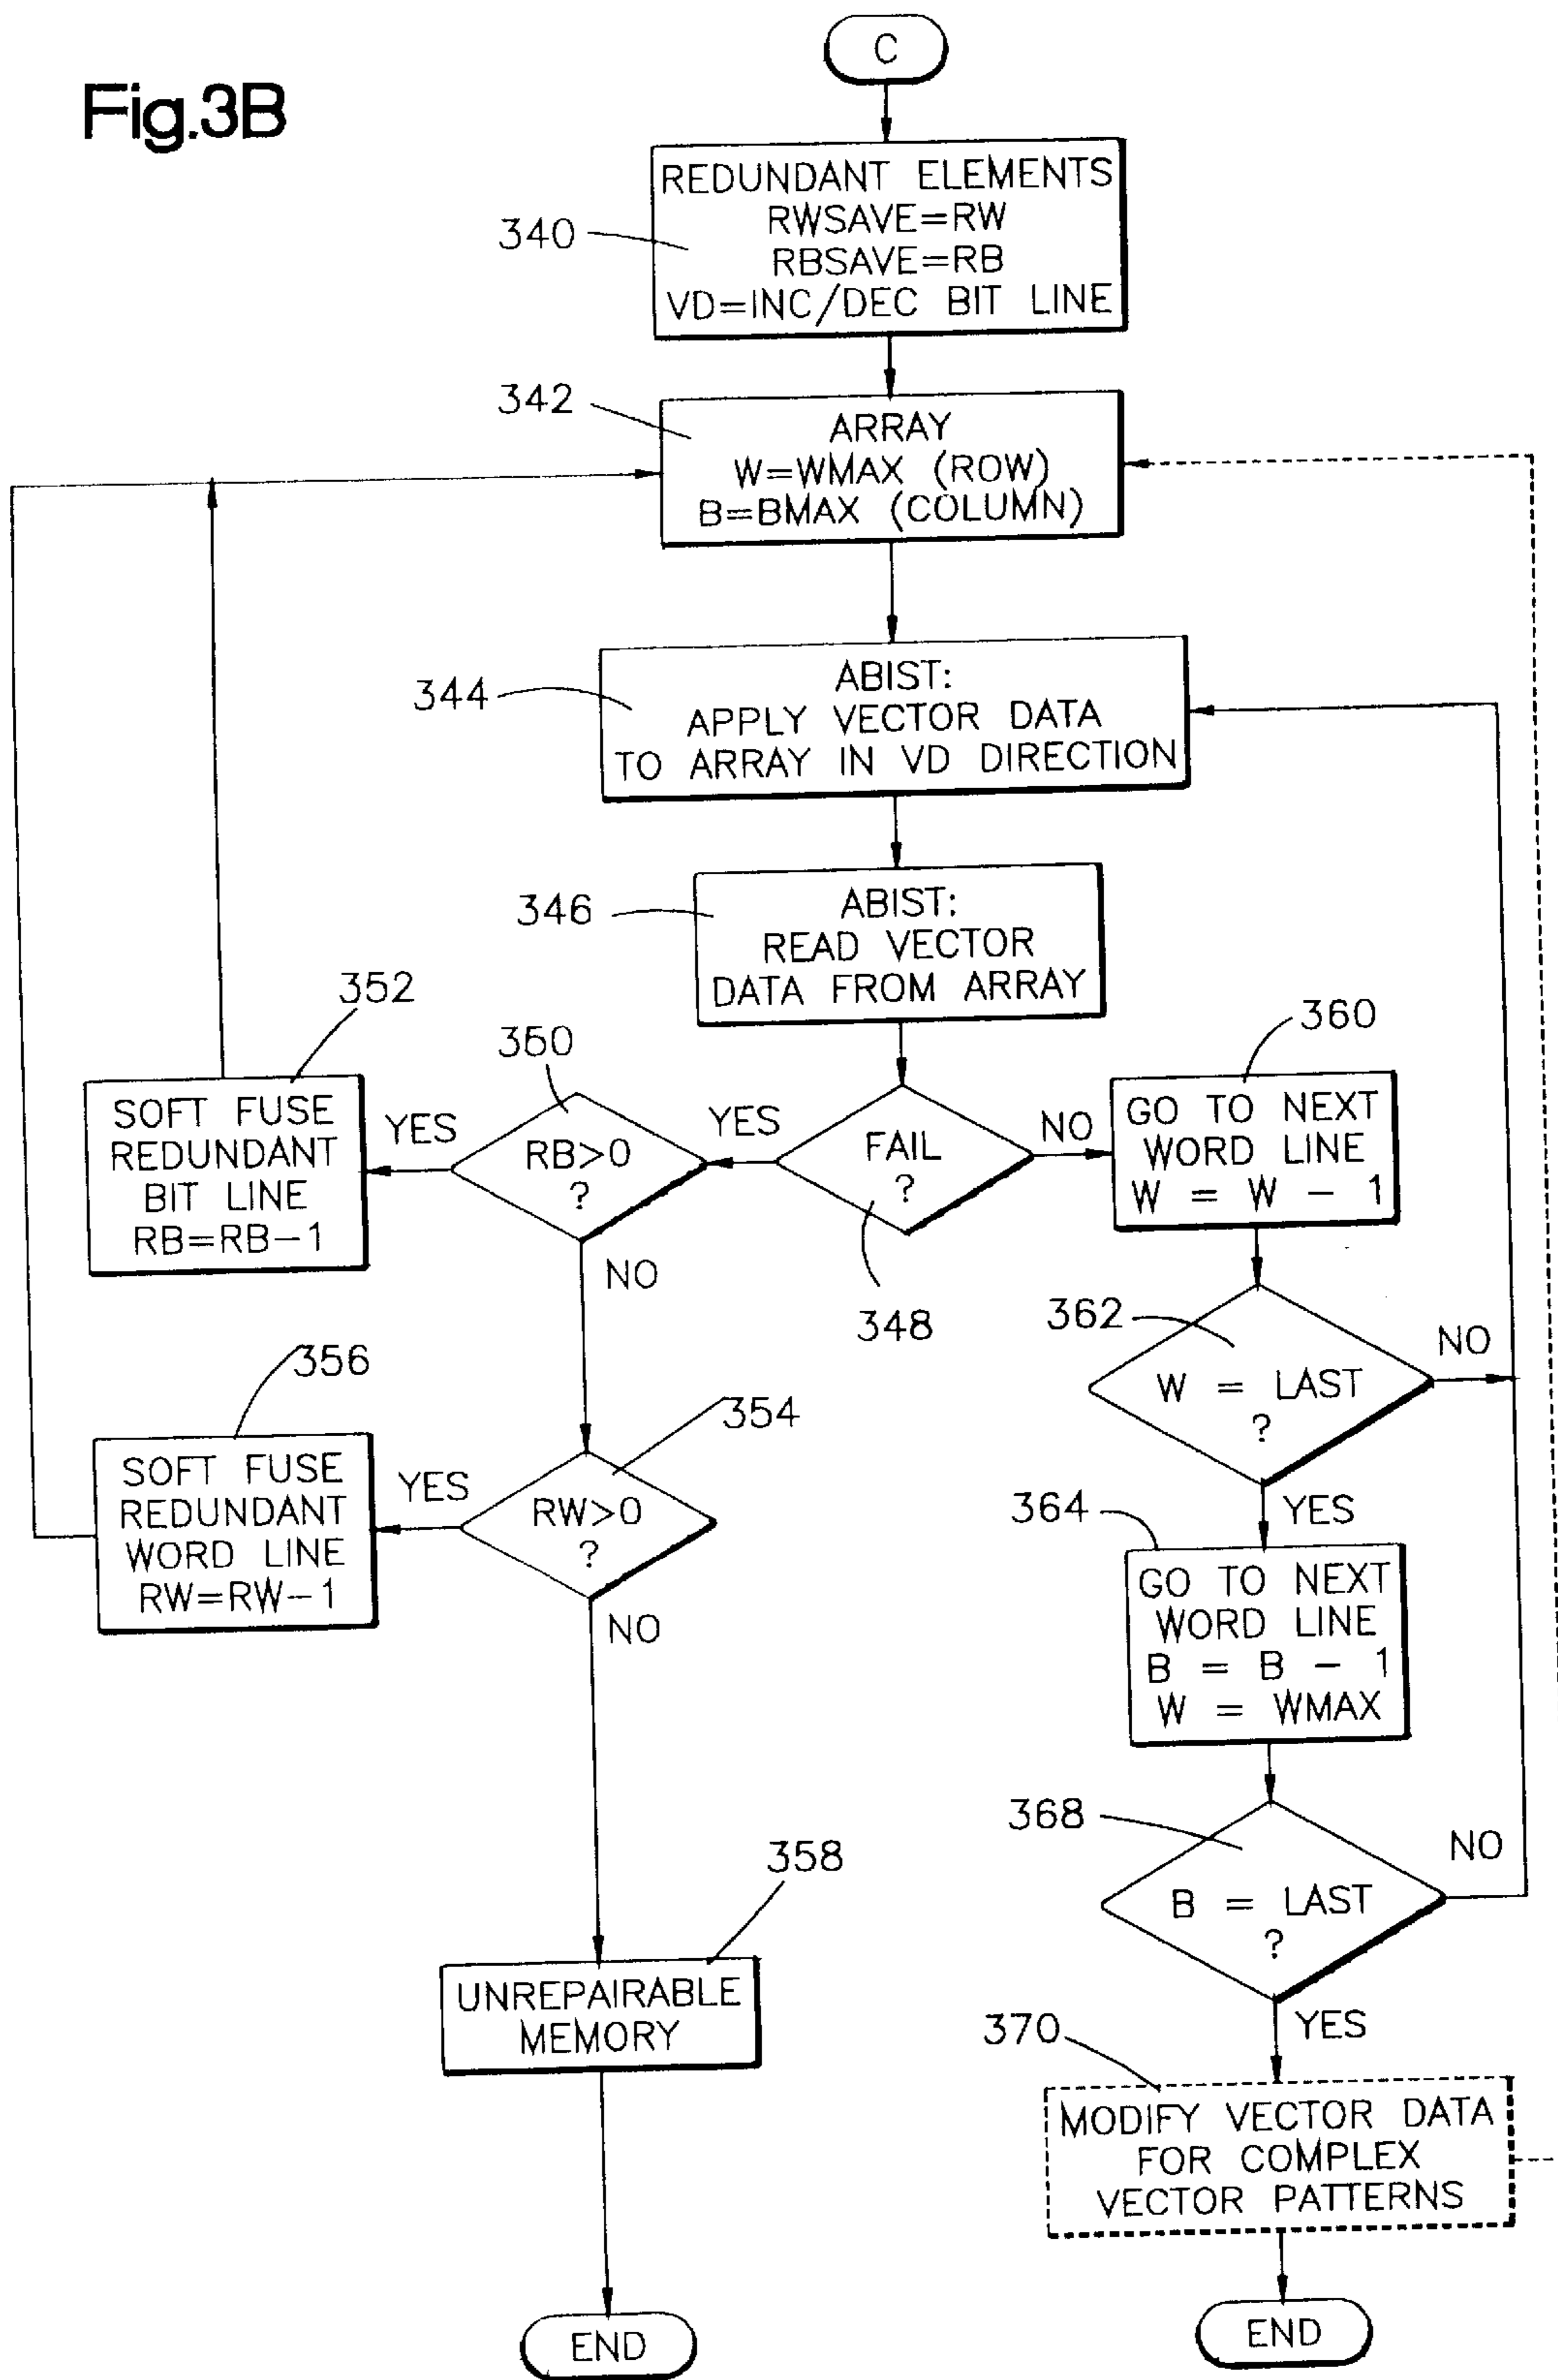 C
Fig.3B
REDUNDANT ELEMENTS
RWSAVE=RW
340
RBSAVE=RB
VD=INC/DEC BIT LINE
342
ARRAY
W=WMAX (ROW)
B=BMAX (COLUMN)
344
ABIST:
APPLY VECTOR DATA
TO ARRAY IN VD DIRECTION
346
ABIST:
READ VECTOR
DATA FROM ARRAY
352
350
360
SOFT FUSE
REDUNDANT
BIT LINE
RB=RB-1
YES
RB>0
?
YES
FAIL
?
NO
GO TO NEXT
WORD LINE
W = W - 1
NO
348
362
W = LAST
?
NO
356
354
SOFT FUSE
REDUNDANT
WORD LINE
RW=RW-1
YES
RW>0
?
NO
YES
364
GO TO NEXT
WORD LINE
B = B - 1
W = WMAX
368
B = LAST
?
NO
358
UNREPAIRABLE
MEMORY
YES
370
MODIFY VECTOR DATA
FOR COMPLEX
VECTOR PATTERNS
END
END